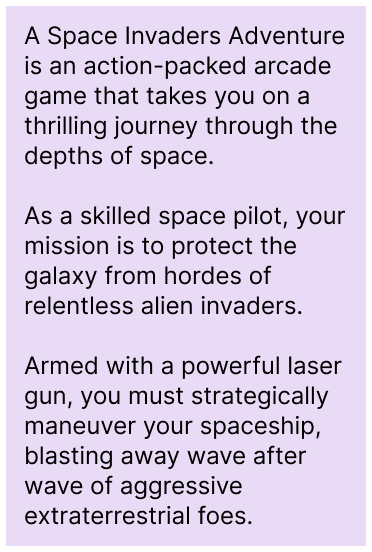 A Space Invaders Adventure
is an action-packed arcade
game that takes you on a
thrilling journey through the
depths of space.
As a skilled space pilot, your
mission is to protect the
galaxy from hordes of
relentless alien invaders.
Armed with a powerful laser
gun, you must strategically
maneuver your spaceship,
blasting away wave after
wave of aggressive
extraterrestrial foes.